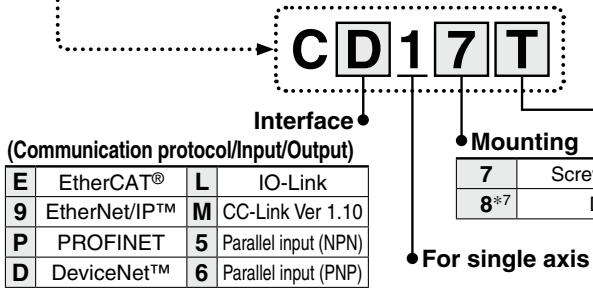 C D 1 7 T
Interface
(Communication protocol/Input/Output)
E EtherCAT® L IO-Link
9 EtherNet/IP™ M CC-Link Ver 1.10
P PROFINET 5 Parallel input (NPN)
D DeviceNet™ 6 Parallel input (PNP)
Mounting
7
8*7
For single axis